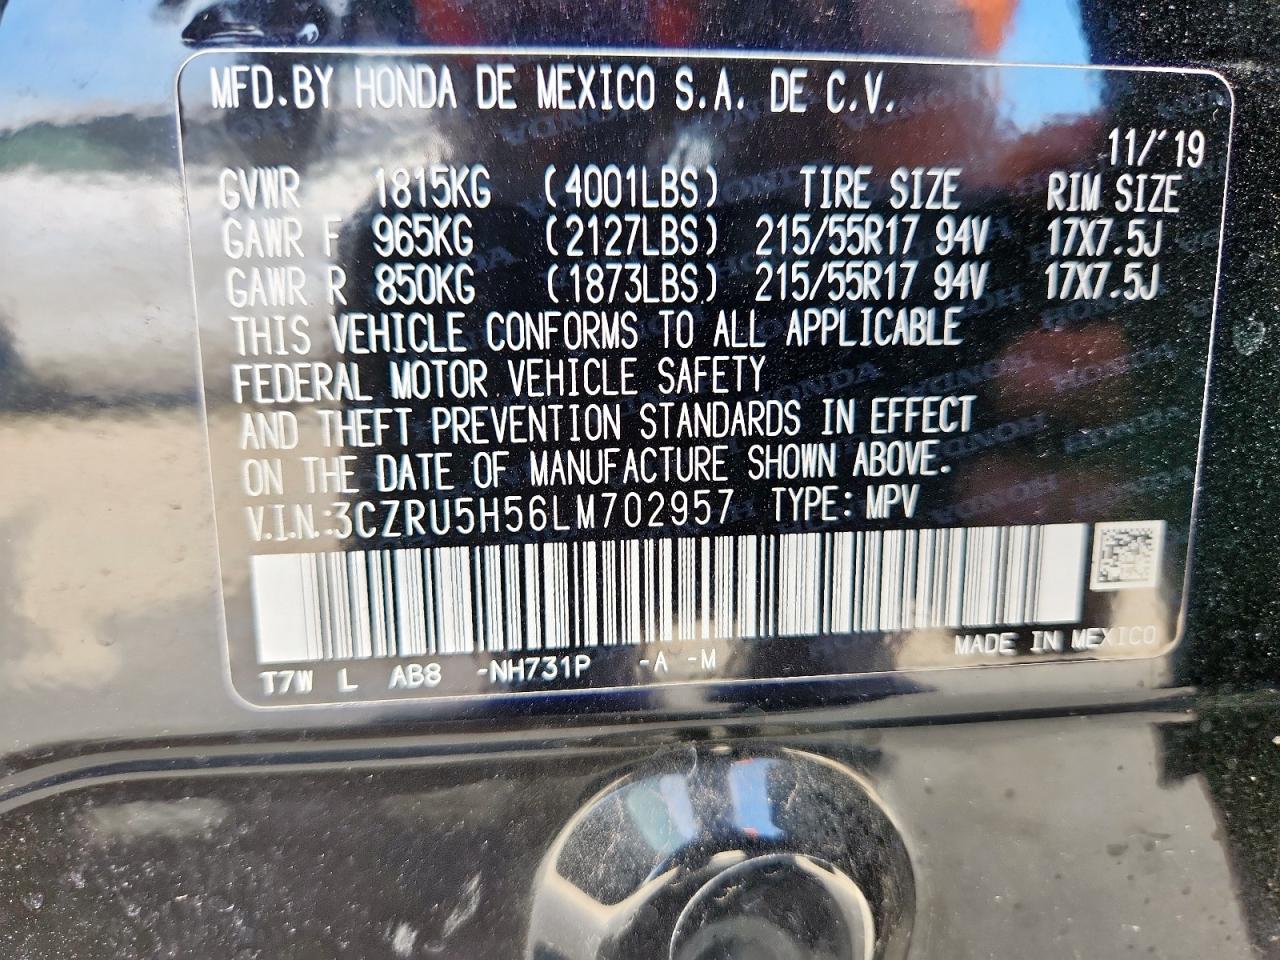 MFD.BY HONDA DE MEXICO S.A. DE C.V.
11/'19
GVWR 1815KG (4001LBS) TIRE SIZE RIM SIZE
GAWR F 965KG (2127LBS) 215/55R17 94V 17X7.5J
GAWR R 850KG (1873LBS) 215/55R17 94V 17X7.5J
THIS VEHICLE CONFORMS TO ALL APPLICABLE
FEDERAL MOTOR VEHICLE SAFETY
AND THEFT PREVENTION STANDARDS IN EFFECT
ON THE DATE OF MANUFACTURE SHOWN ABOVE.
V.I.N.:3CZRU5H56LM702957 TYPE:MPV
MADE IN MEXICO
T7W L AB8 -NH731P -A -M